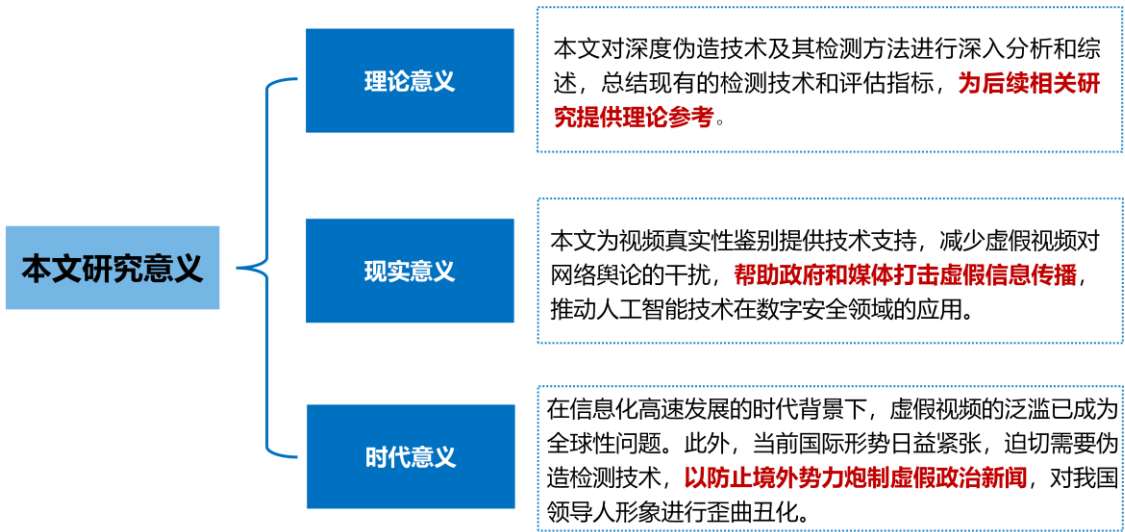 本文研究意义
理论意义
本文对深度伪造技术及其检测方法进行深入分析和综
述，总结现有的检测技术和评估指标，为后续相关研
究提供理论参考。
现实意义
本文为视频真实性鉴别提供技术支持，减少虚假视频对
网络舆论的干扰，帮助政府和媒体打击虚假信息传播，
推动人工智能技术在数字安全领域的应用。
时代意义
在信息化高速发展的时代背景下，虚假视频的泛滥已成为
全球性问题。此外，当前国际形势日益紧张，迫切需要伪
造检测技术，以防止境外势力炮制虚假政治新闻，对我国
领导人形象进行歪曲丑化。